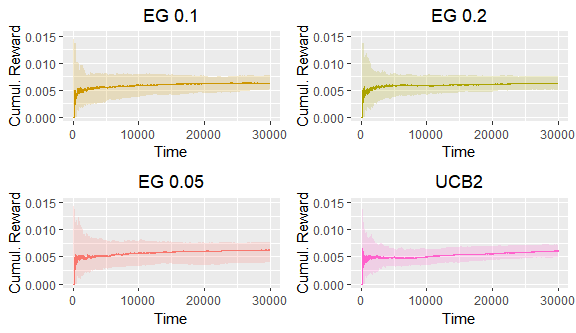 EG 0.1
Cumul. Reward
0.015
0.010
0.005
0.000
0
10000
20000
30000
Time
EG 0.2
Cumul. Reward
0.015
0.010
0.005
0.000
0
10000
20000
30000
Time
EG 0.05
Cumul. Reward
0.015
0.010
0.005
0.000
0
10000
20000
30000
Time
UCB2
Cumul. Reward
0.015
0.010
0.005
0.000
0
10000
20000
30000
Time